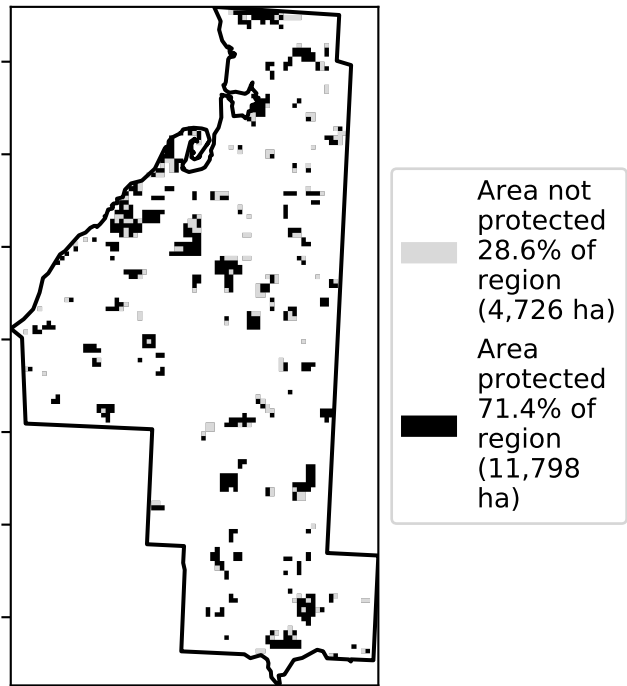 Area not
protected
28.6% of
region
(4,726 ha)
Area
protected
71.4% of
region
(11,798
ha)